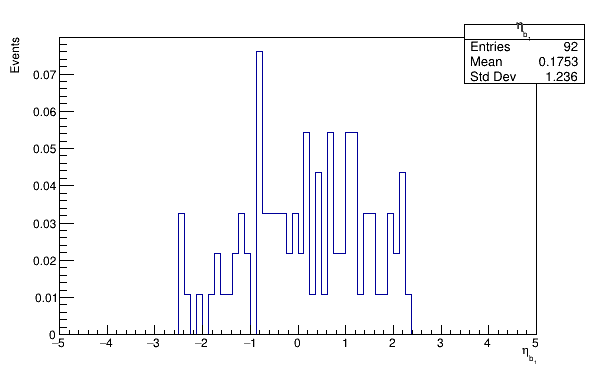 η_b₁
Entries 92
Mean 0.1753
Std Dev 1.236
Events
0.07
0.06
0.05
0.04
0.03
0.02
0.01
0
−5 −4 −3 −2 −1 0 1 2 3 4 5
η_b₁